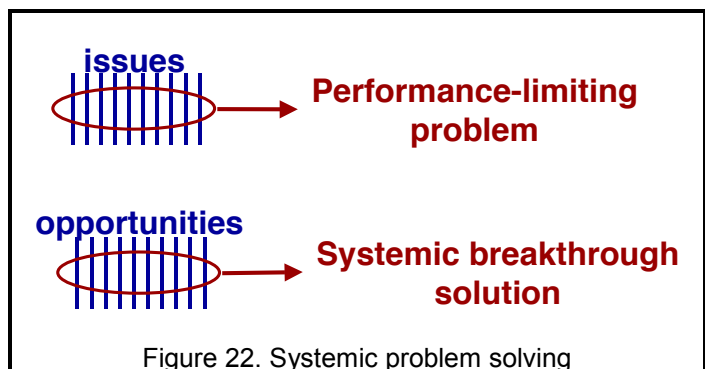 issues
Performance-limiting
problem
opportunities
Systemic breakthrough
solution
Figure 22. Systemic problem solving